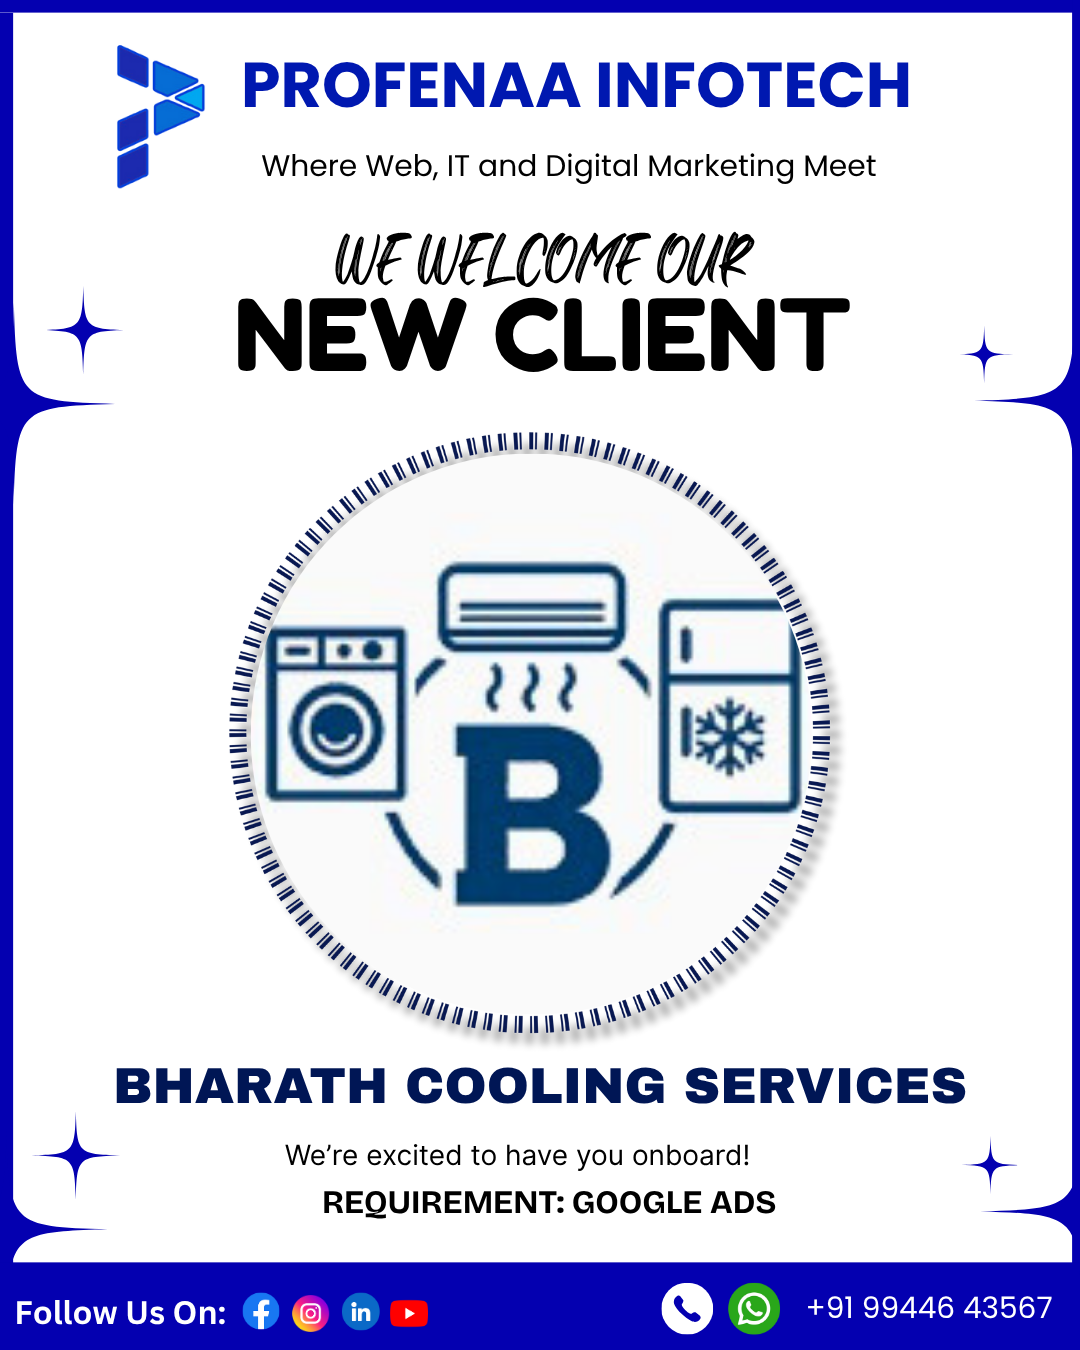 PROFENAA INFOTECH
Where Web, IT and Digital Marketing Meet
WE WELCOME OUR
NEW CLIENT
B
BHARATH COOLING SERVICES
We’re excited to have you onboard!
REQUIREMENT: GOOGLE ADS
Follow Us On:
+91 99446 43567